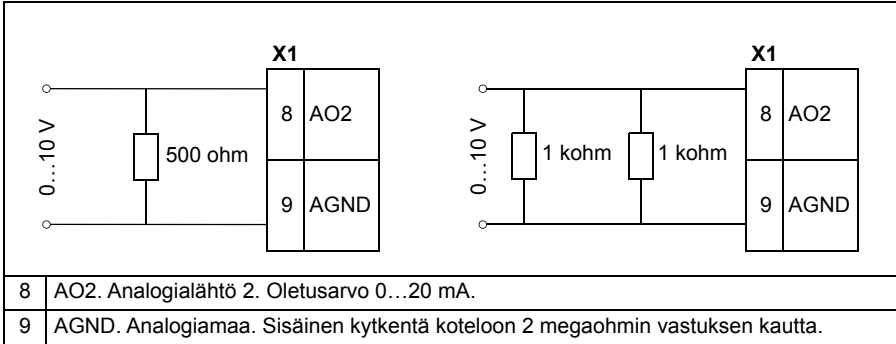 X1
0…10 V
500 ohm
8 AO2
9 AGND
X1
0…10 V
1 kohm
1 kohm
8 AO2
9 AGND
8 AO2. Analogialähtö 2. Oletusarvo 0…20 mA.
9 AGND. Analogiamaa. Sisäinen kytkentä koteloon 2 megaohmin vastuksen kautta.